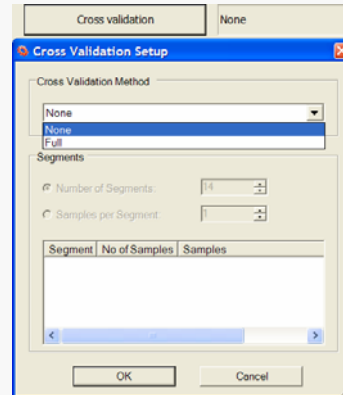 Cross validation None
Cross Validation Setup
Cross Validation Method
None
None
Full
Segments
Number of Segments: 14
Samples per Segment 1
Segment No of Samples Samples
OK Cancel